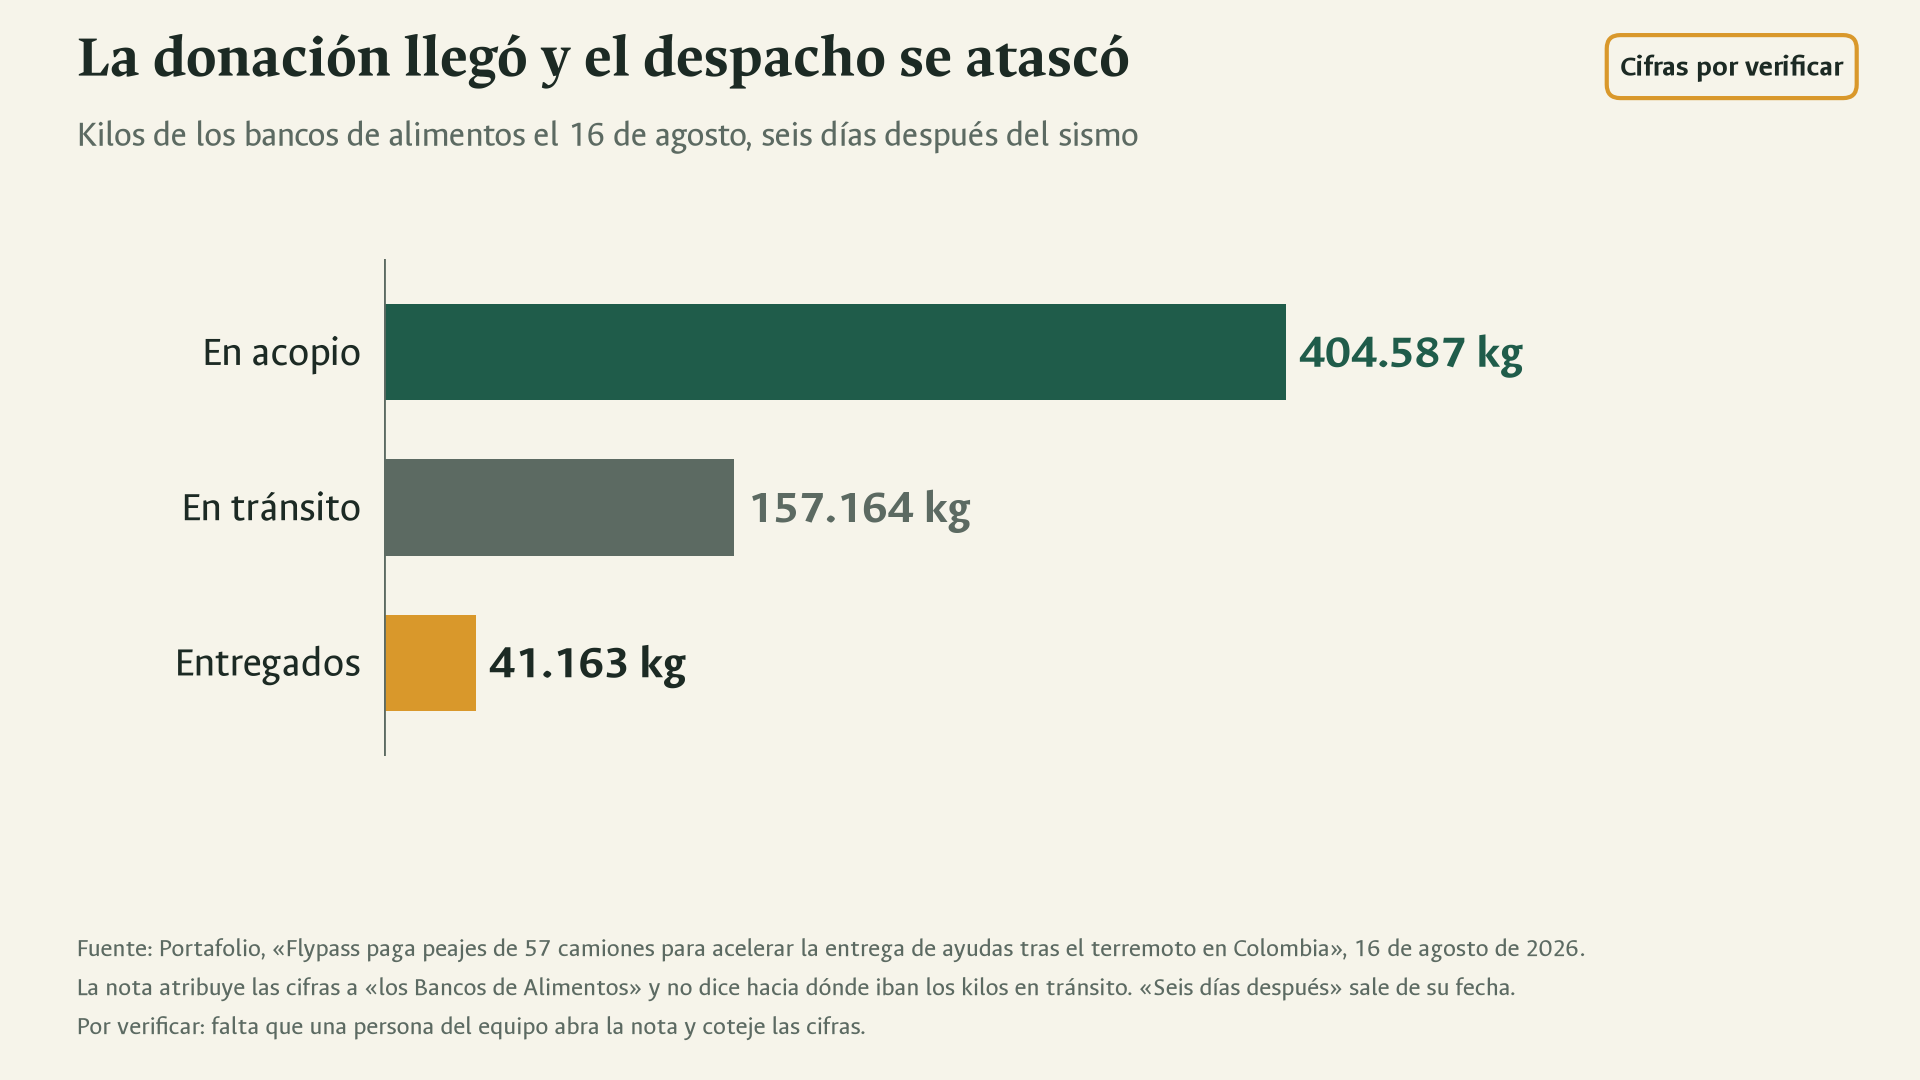 La donación llegó y el despacho se atascó
Cifras por verificar
Kilos de los bancos de alimentos el 16 de agosto, seis días después del sismo
En acopio
404.587 kg
En tránsito
157.164 kg
Entregados
41.163 kg
Fuente: Portafolio, «Flypass paga peajes de 57 camiones para acelerar la entrega de ayudas tras el terremoto en Colombia», 16 de agosto de 2026.
La nota atribuye las cifras a «los Bancos de Alimentos» y no dice hacia dónde iban los kilos en tránsito. «Seis días después» sale de su fecha.
Por verificar: falta que una persona del equipo abra la nota y coteje las cifras.